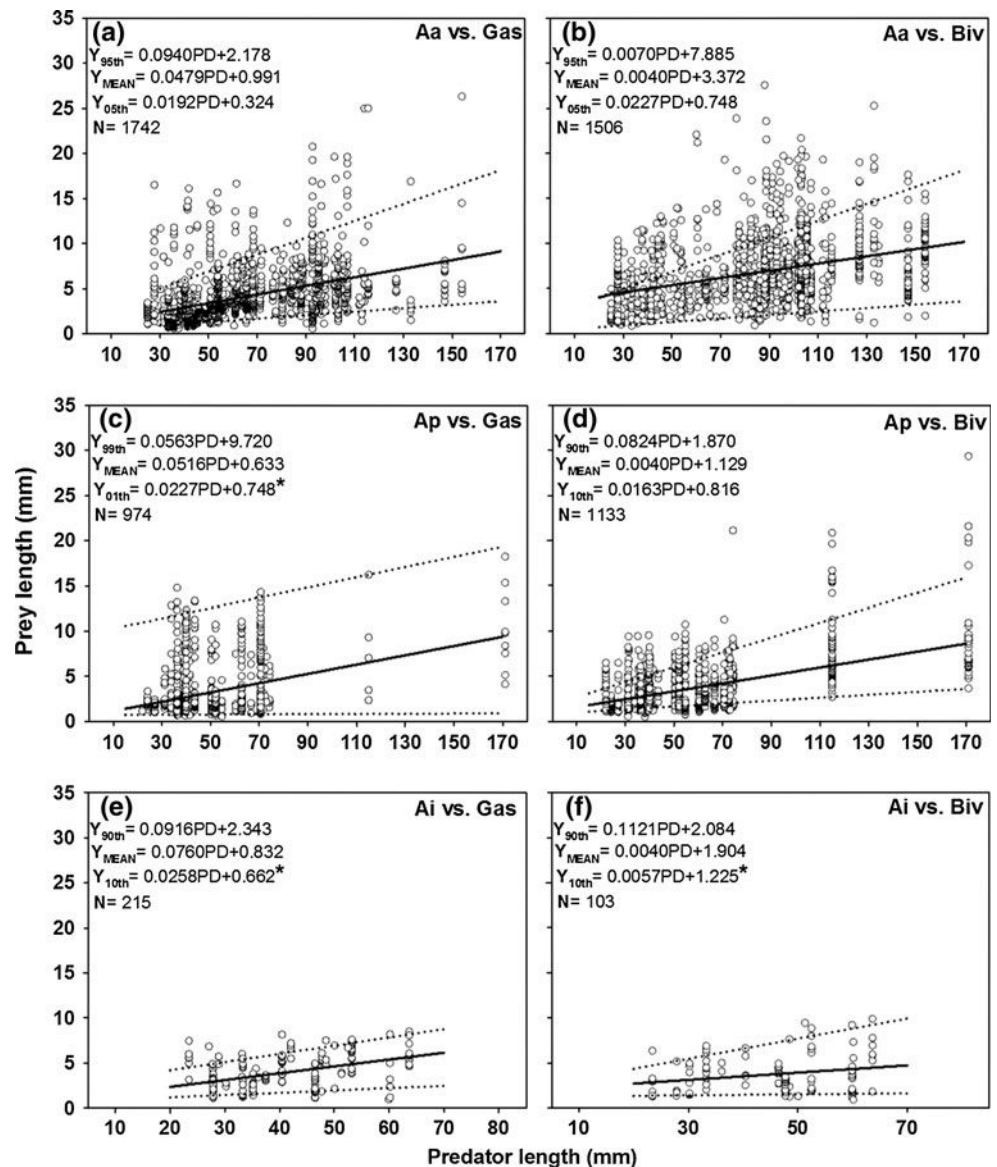 (a) Aa vs. Gas
Y95th= 0.0940PD+2.178
YMEAN= 0.0479PD+0.991
Y05th= 0.0192PD+0.324
N= 1742
35
30
25
20
15
10
5
0
10 30 50 70 90 110 130 150 170
(b) Aa vs. Biv
Y95th= 0.0070PD+7.885
YMEAN= 0.0040PD+3.372
Y05th= 0.0227PD+0.748
N= 1506
10 30 50 70 90 110 130 150 170
(c) Ap vs. Gas
Y99th= 0.0563PD+9.720
YMEAN= 0.0516PD+0.633
Y01th= 0.0227PD+0.748*
N= 974
35
30
25
20
15
10
5
0
10 30 50 70 90 110 130 150 170
(d) Ap vs. Biv
Y90th= 0.0824PD+1.870
YMEAN= 0.0040PD+1.129
Y10th= 0.0163PD+0.816
N= 1133
10 30 50 70 90 110 130 150 170
Prey length (mm)
(e) Ai vs. Gas
Y90th= 0.0916PD+2.343
YMEAN= 0.0760PD+0.832
Y10th= 0.0258PD+0.662*
N= 215
35
30
25
20
15
10
5
0
10 20 30 40 50 60 70 80
(f) Ai vs. Biv
Y90th= 0.1121PD+2.084
YMEAN= 0.0040PD+1.904
Y10th= 0.0057PD+1.225*
N= 103
10 30 50 70
Predator length (mm)